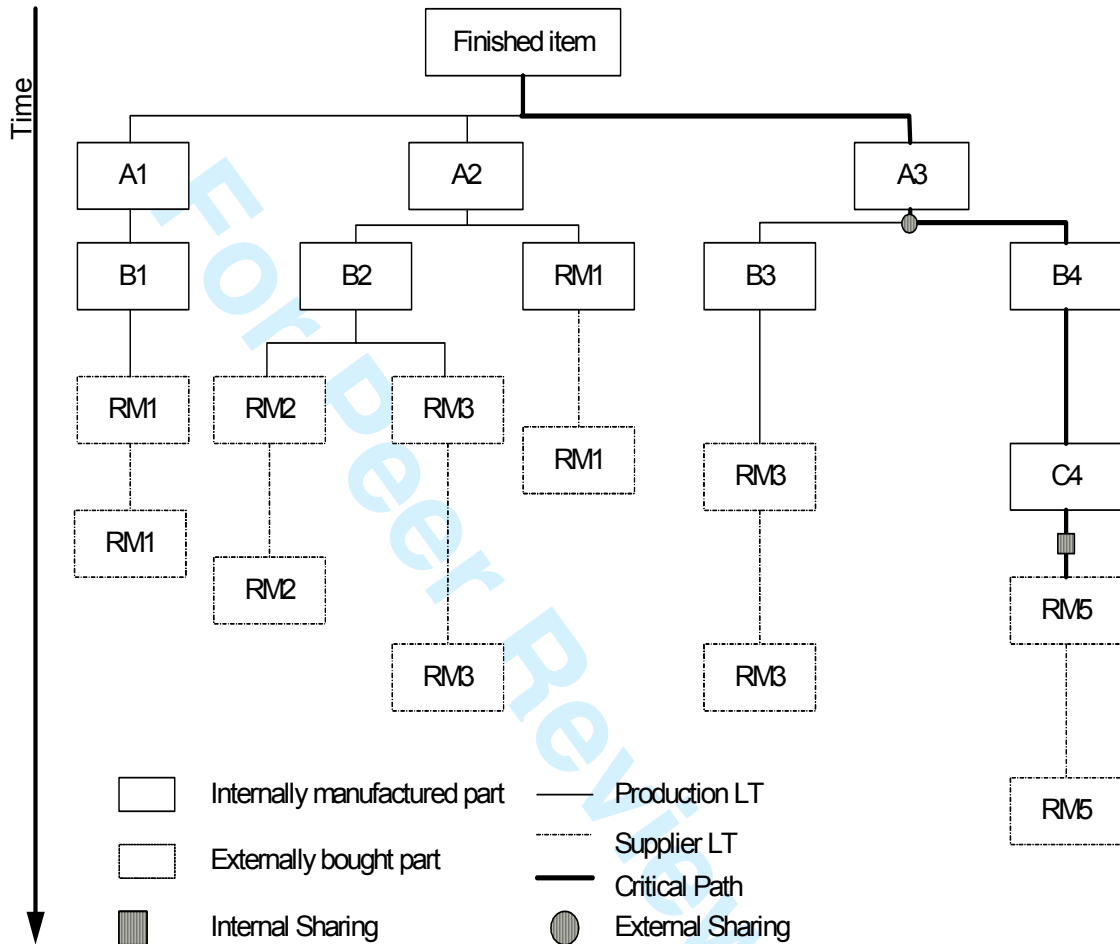 Finished item
Time
A1
A2
A3
B1
B2
RM1
B3
B4
RM1
RM2
RM3
RM1
RM3
C4
RM1
RM2
RM5
RM3
RM3
RM5
Internally manufactured part
Production LT
Externally bought part
Supplier LT
Critical Path
Internal Sharing
External Sharing
For Peer Review